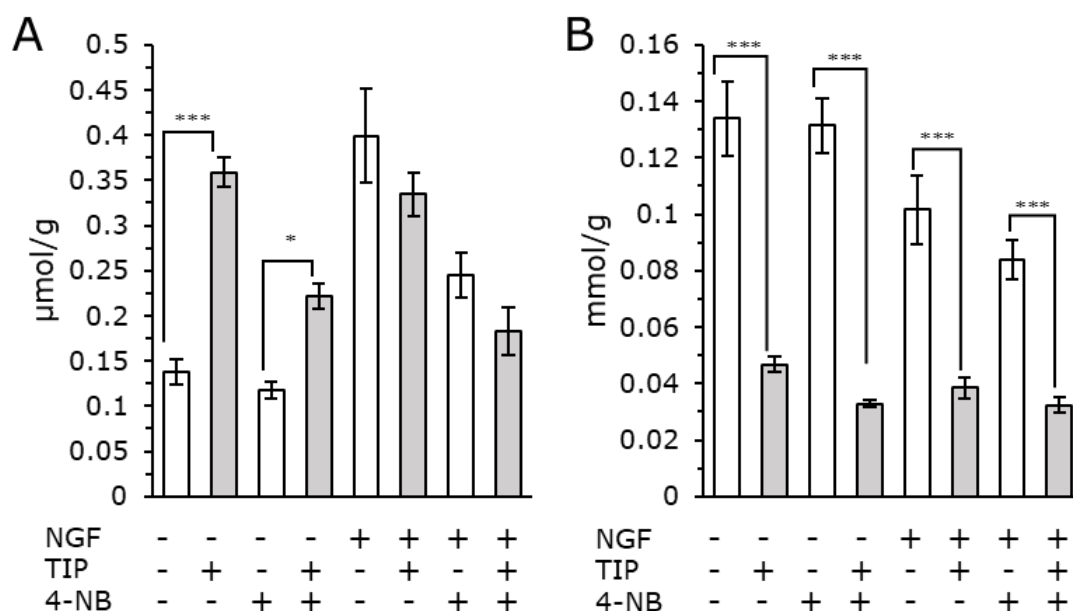 A
0.5
0.45
0.4
0.35
0.3
0.25
0.2
0.15
0.1
0.05
0
μmol/g
***
*
NGF - - - - + + + +
TIP - + - + - + - +
4-NB - - + + - - + +
B
0.16
0.14
0.12
0.1
0.08
0.06
0.04
0.02
0
mmol/g
***
***
***
***
NGF - - - - + + + +
TIP - + - + - + - +
4-NB - - + + - - + +